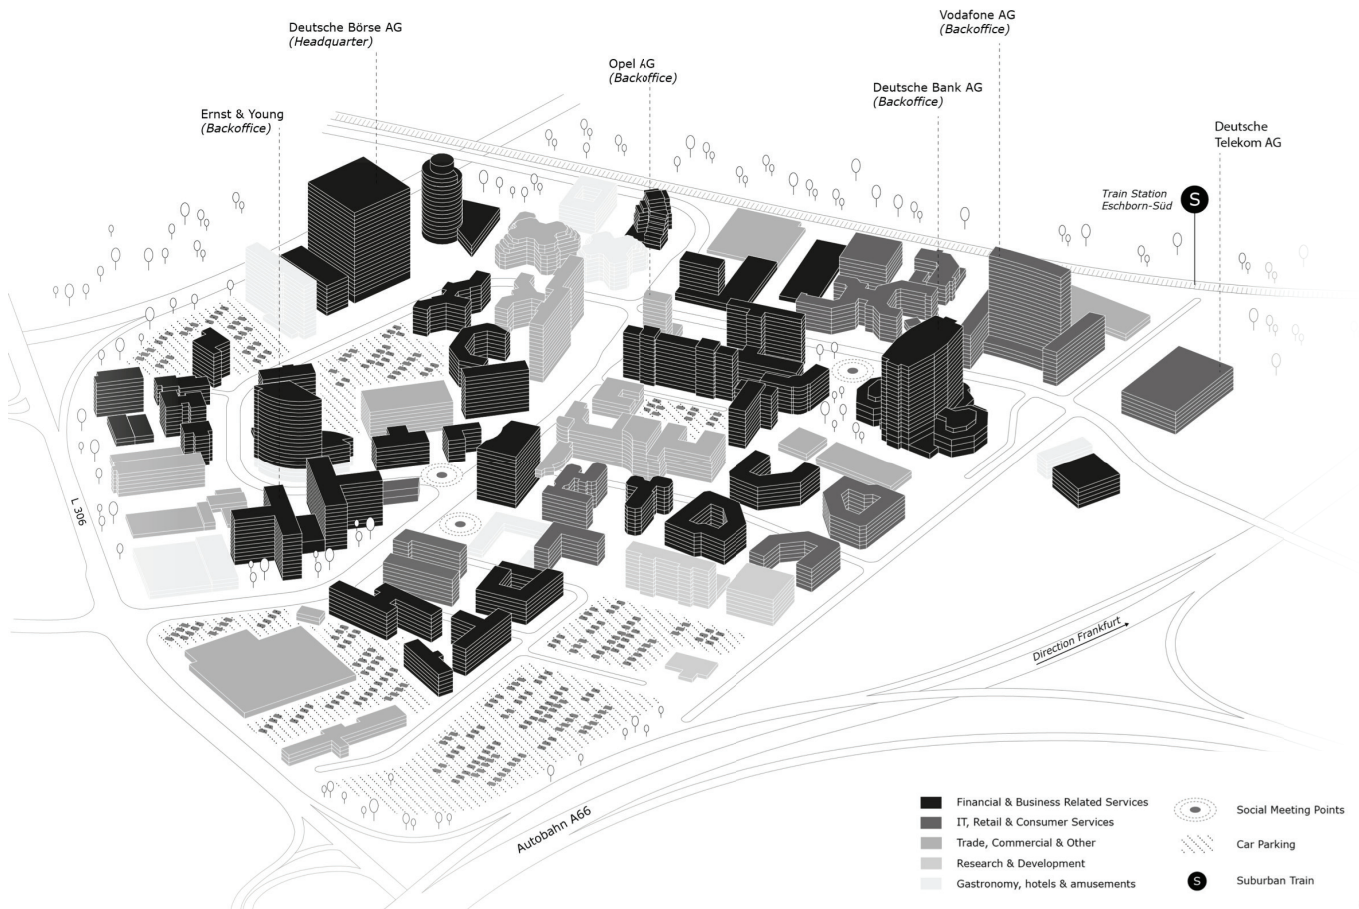 Vodafone AG
(Backoffice)
Deutsche Börse AG
(Headquarter)
Opel AG
(Backoffice)
Deutsche Bank AG
(Backoffice)
Ernst & Young
(Backoffice)
Deutsche
Telekom AG
Train Station
Eschborn-Süd
S
L 306
Direction Frankfurt
Autobahn A66
Financial & Business Related Services
IT, Retail & Consumer Services
Trade, Commercial & Other
Research & Development
Gastronomy, hotels & amusements
Social Meeting Points
Car Parking
S
Suburban Train